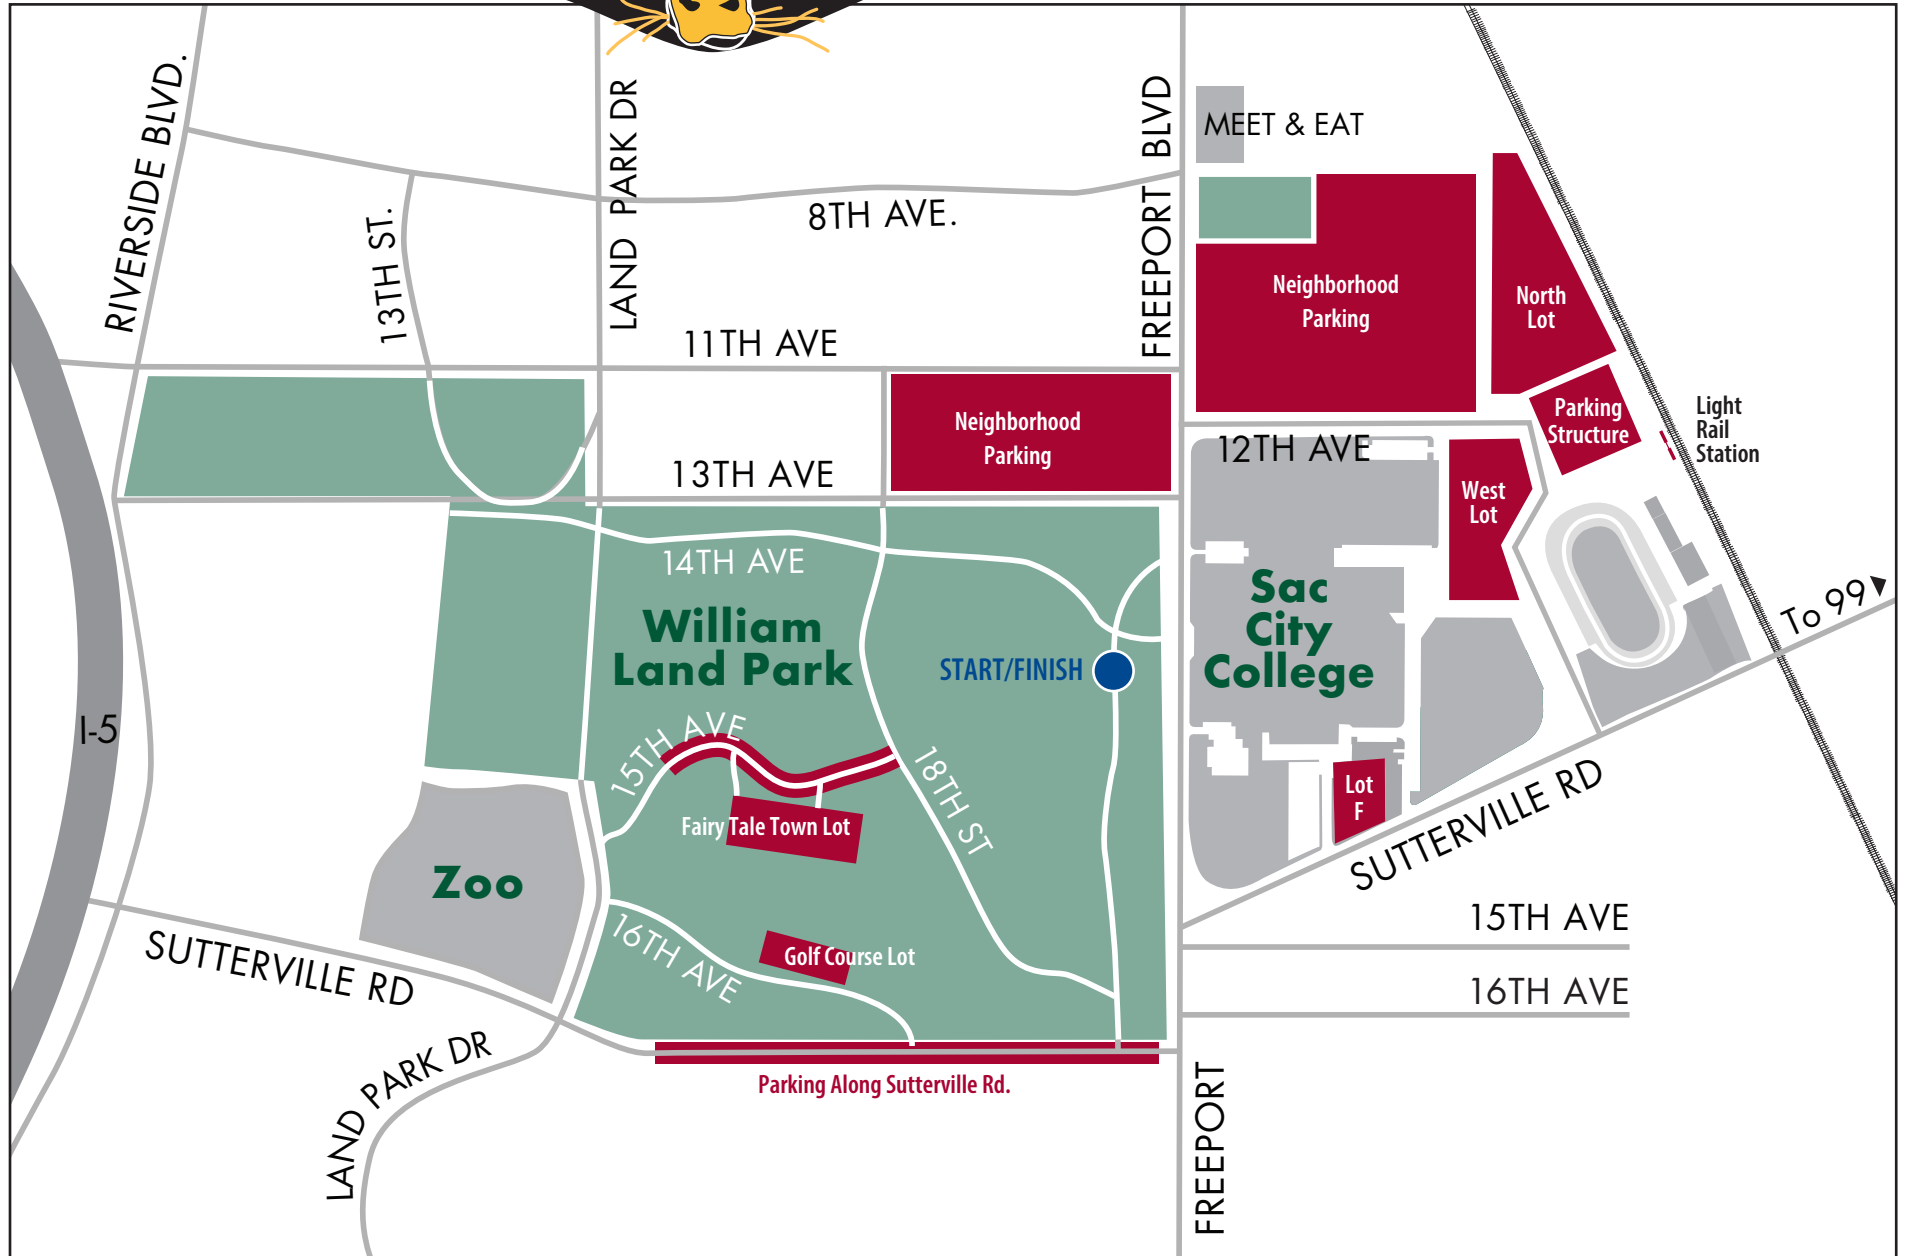 RIVERSIDE BLVD.
LAND PARK DR
FREEPORT BLVD
MEET & EAT
13TH ST.
8TH AVE.
Neighborhood
Parking
North
Lot
11TH AVE
Parking
Structure
Light
Rail
Station
Neighborhood
Parking
12TH AVE
13TH AVE
West
Lot
14TH AVE
William
Land Park
START/FINISH
Sac
City
College
To 99
I-5
15TH AVE
18TH ST
Lot
F
Fairy Tale Town Lot
SUTTERVILLE RD
Zoo
16TH AVE
Golf Course Lot
15TH AVE
SUTTERVILLE RD
16TH AVE
LAND PARK DR
Parking Along Sutterville Rd.
FREEPORT